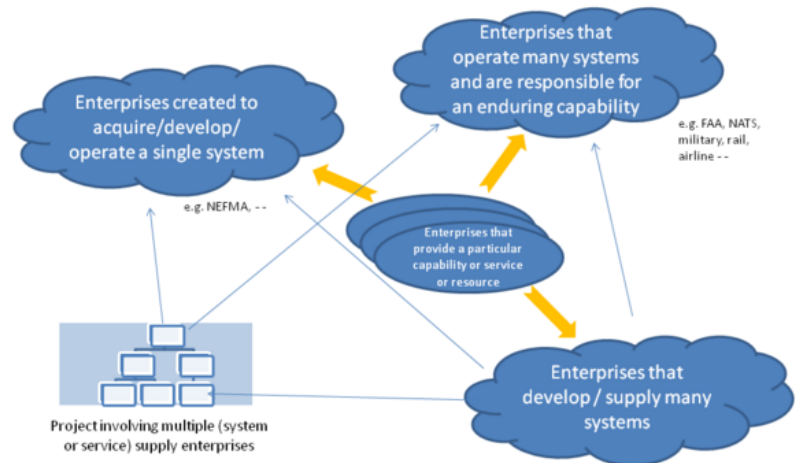 Enterprises that
operate many systems
and are responsible for
an enduring capability
Enterprises created to
acquire/develop/
operate a single system
e.g. FAA, NATS,
military, rail,
airline --
e.g. NEFMA, --
Enterprises that
provide a particular
capability or service
or resource
Enterprises that
develop / supply many
systems
Project involving multiple (system
or service) supply enterprises